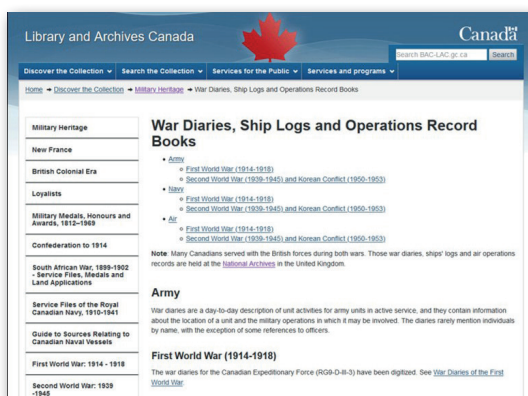 Library and Archives Canada
Canada
Search BAC-LAC.gc.ca
Search
Discover the Collection
Search the Collection
Services for the Public
Services and programs
Home → Discover the Collection → Military Heritage → War Diaries, Ship Logs and Operations Record Books
Military Heritage
New France
British Colonial Era
Loyalists
Military Medals, Honours and
Awards, 1812–1969
Confederation to 1914
South African War, 1899-1902
- Service Files, Medals and
Land Applications
Service Files of the Royal
Canadian Navy, 1910-1941
Guide to Sources Relating to
Canadian Naval Vessels
First World War: 1914 - 1918
Second World War: 1939
-1945
War Diaries, Ship Logs and Operations Record
Books
• Army
o First World War (1914-1918)
o Second World War (1939-1945) and Korean Conflict (1950-1953)
• Navy
o First World War (1914-1918)
o Second World War (1939-1945) and Korean Conflict (1950-1953)
• Air
o First World War (1914-1918)
o Second World War (1939-1945) and Korean Conflict (1950-1953)
Note: Many Canadians served with the British forces during both wars. Those war diaries, ships' logs and air operations
records are held at the National Archives in the United Kingdom.
Army
War diaries are a day-to-day description of unit activities for army units in active service, and they contain information
about the location of a unit and the military operations in which it may be involved. The diaries rarely mention individuals
by name, with the exception of some references to officers.
First World War (1914-1918)
The war diaries for the Canadian Expeditionary Force (RG9-D-III-3) have been digitized. See War Diaries of the First
World War.